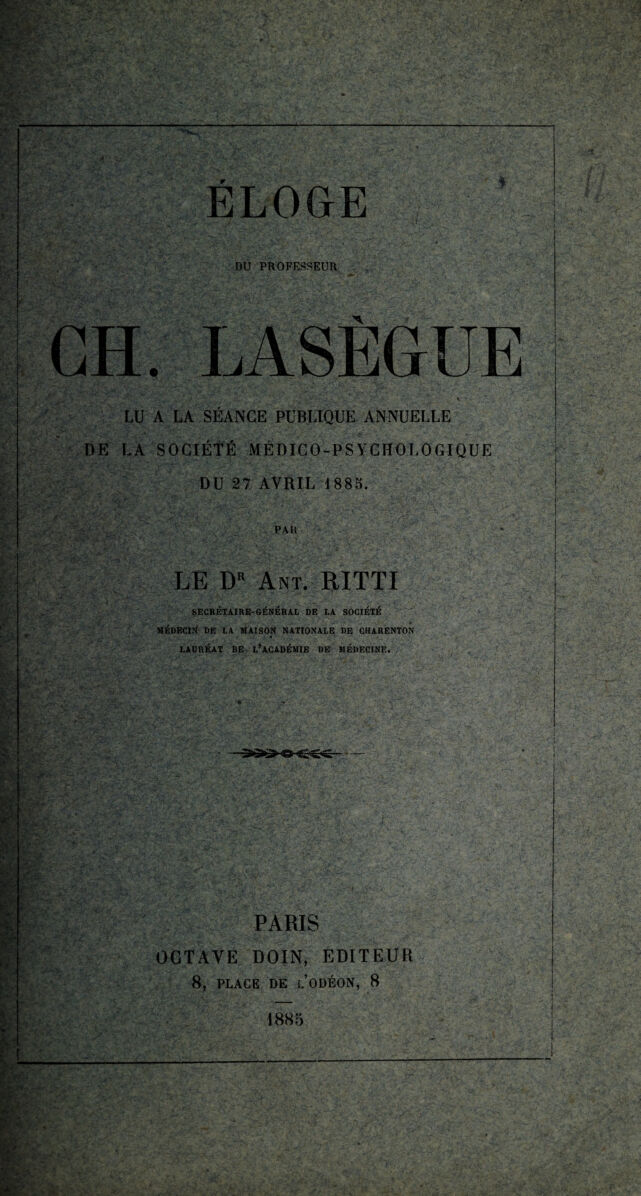 ÉLOGE
DU PROFESSEUR
CH. LASÈGUE
LU A LA SÉANCE PUBLIQUE ANNUELLE
DE LA SOCIÉTÉ MÉDICO-PSYCHOLOGIQUE
DU 27 AVRIL 1885.
PAR
LE DR ANT. RITTI
SECRÉTAIRE-GÉNÉRAL DE LA SOCIÉTÉ
MÉDECIN DE LA MAISON NATIONALE DE CHARENTON
LAURÉAT DE L'ACADÉMIE DE MÉDECINE.
PARIS
OCTAVE DOIN, EDITEUR
8, PLACE DE L'ODÉON, 8
1885